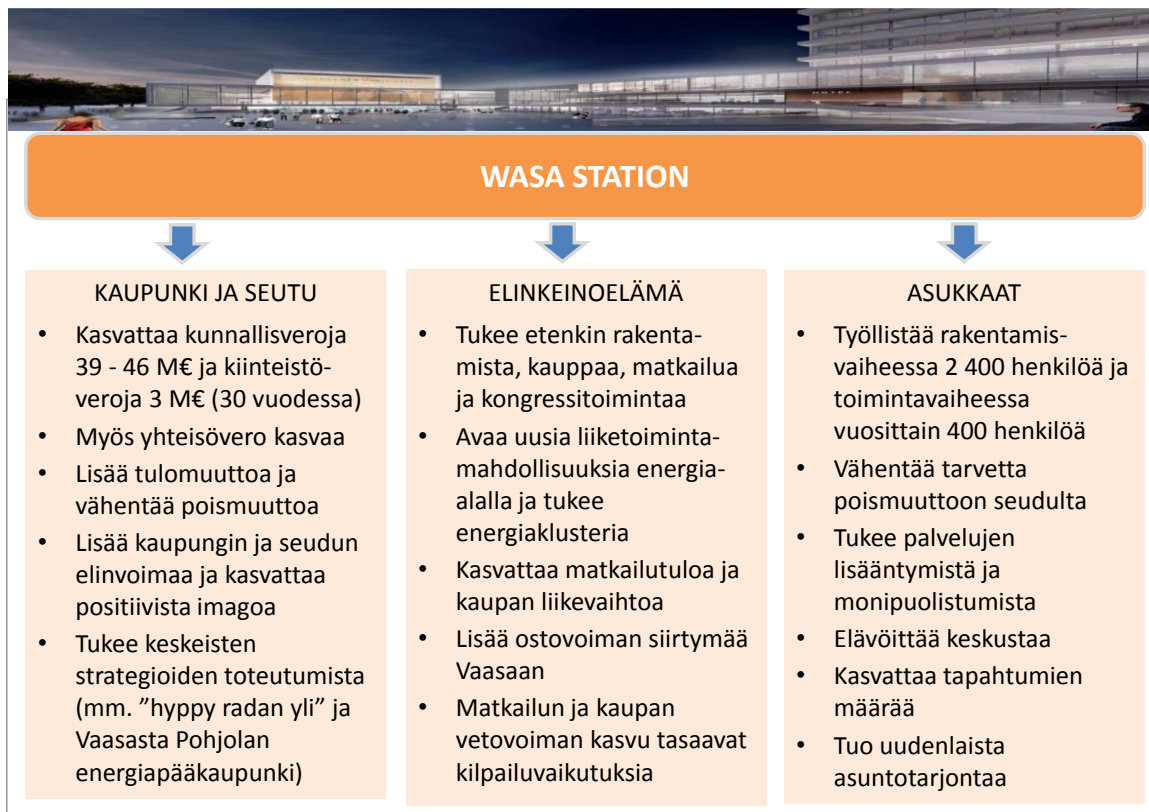 HOTEL
WASA STATION
KAUPUNKI JA SEUTU
• Kasvattaa kunnallisveroja
39 - 46 M€ ja kiinteistö-
veroja 3 M€ (30 vuodessa)
• Myös yhteisövero kasvaa
• Lisää tulomuuttoa ja
vähentää poismuuttoa
• Lisää kaupungin ja seudun
elinvoimaa ja kasvattaa
positiivista imagoa
• Tukee keskeisten
strategioiden toteutumista
(mm. ”hyppy radan yli” ja
Vaasasta Pohjolan
energiapääkaupunki)
ELINKEINOELÄMÄ
• Tukee etenkin rakenta-
mista, kauppaa, matkailua
ja kongressitoimintaa
• Avaa uusia liiketoiminta-
mahdollisuuksia energia-
alalla ja tukee
energiaklusteria
• Kasvattaa matkailutuloa ja
kaupan liikevaihtoa
• Lisää ostovoiman siirtymää
Vaasaan
• Matkailun ja kaupan
vetovoiman kasvu tasaavat
kilpailuvaikutuksia
ASUKKAAT
• Työllistää rakentamis-
vaiheessa 2 400 henkilöä ja
toimintavaiheessa
vuosittain 400 henkilöä
• Vähentää tarvetta
poismuuttoon seudulta
• Tukee palvelujen
lisääntymistä ja
monipuolistumista
• Elävöittää keskustaa
• Kasvattaa tapahtumien
määrää
• Tuo uudenlaista
asuntotarjontaa